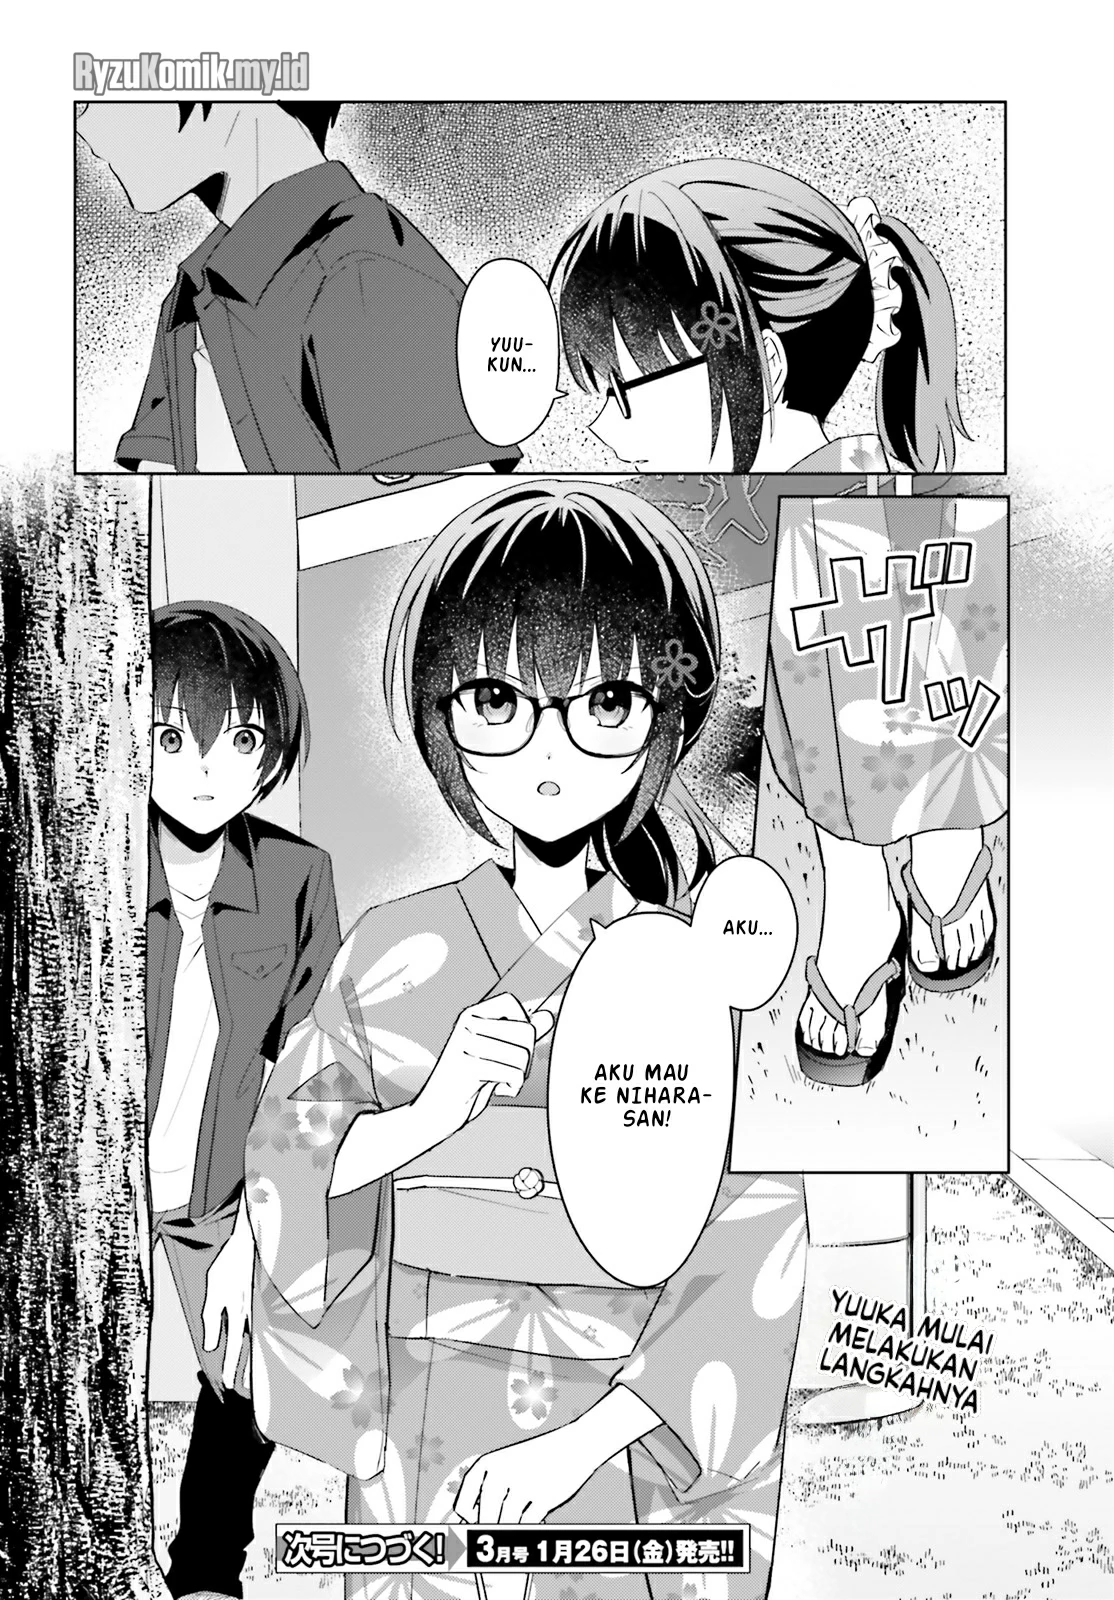 RyzuKomik.my.id
YUU-
KUN...
ザザッ
AKU...
AKU MAU
KE NIHARA-
SAN!
YUUKA MULAI
MELAKUKAN
LANGKAHNYA
次号につづく! 3月号 1月26日(金)発売!!